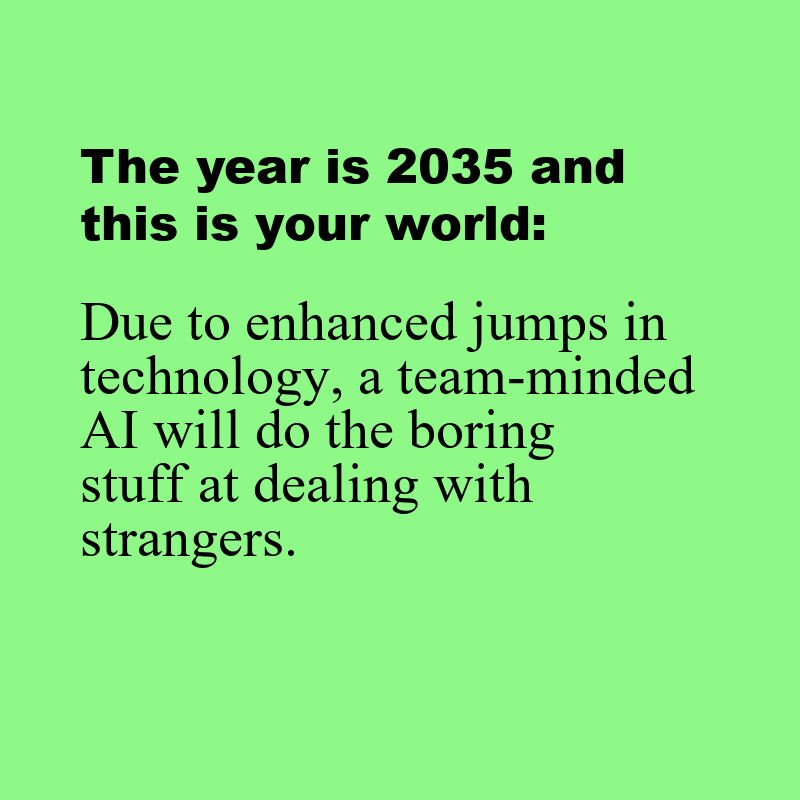 The year is 2035 and
this is your world:
Due to enhanced jumps in
technology, a team-minded
AI will do the boring
stuff at dealing with
strangers.